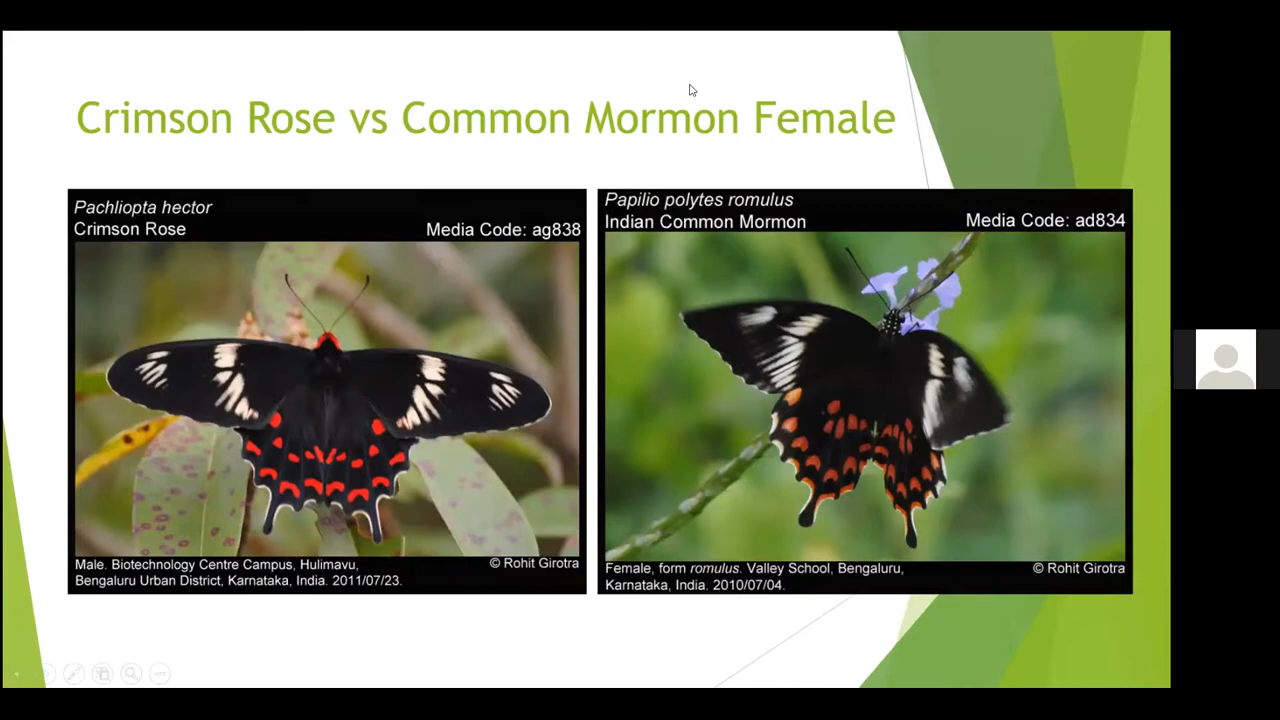 Crimson Rose vs Common Mormon Female
Pachliopta hector
Crimson Rose
Media Code: ag838
Male. Biotechnology Centre Campus, Hulimavu,
Bengaluru Urban District, Karnataka, India. 2011/07/23.
© Rohit Girotra
Papilio polytes romulus
Indian Common Mormon
Media Code: ad834
Female, form romulus. Valley School, Bengaluru,
Karnataka, India. 2010/07/04.
© Rohit Girotra